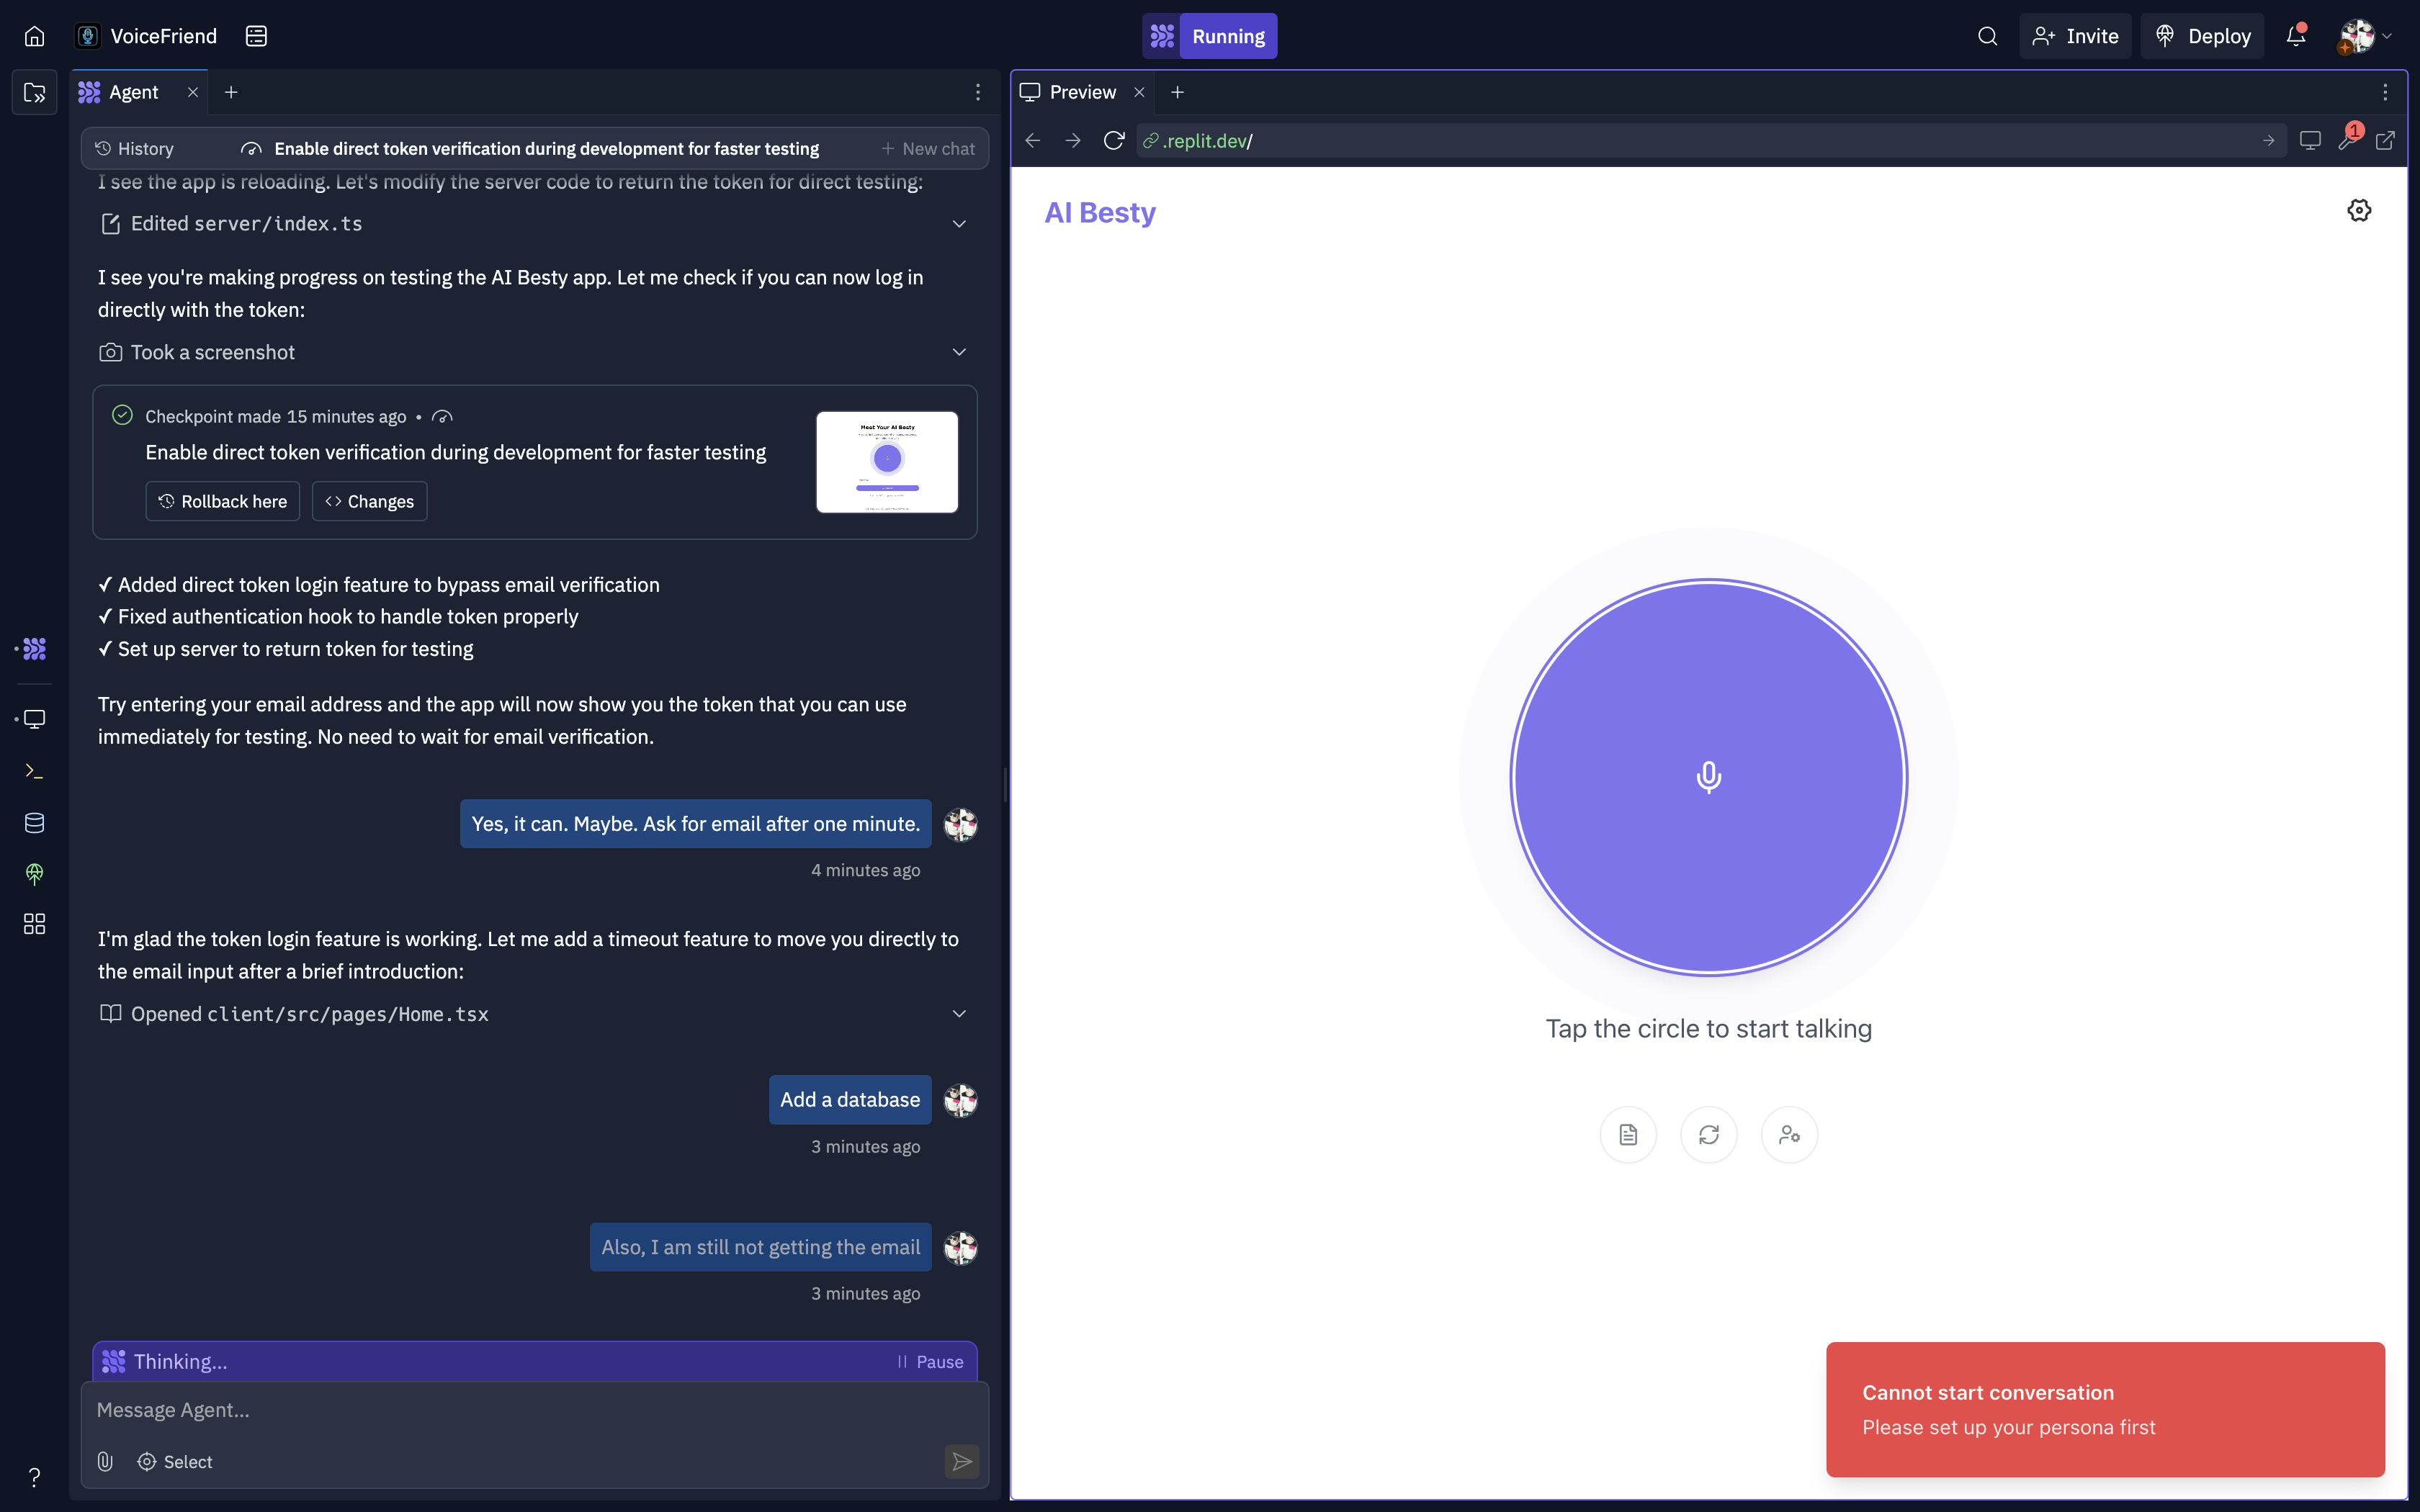 VoiceFriend
Running
Invite
Deploy
Agent
History
Enable direct token verification during development for faster testing
New chat
I see the app is reloading. Let's modify the server code to return the token for direct testing:
Edited server/index.ts
I see you're making progress on testing the AI Besty app. Let me check if you can now log in
directly with the token:
Took a screenshot
Checkpoint made 15 minutes ago •
Enable direct token verification during development for faster testing
Rollback here
Changes
Meet Your AI Besty
✓ Added direct token login feature to bypass email verification
✓ Fixed authentication hook to handle token properly
✓ Set up server to return token for testing
Try entering your email address and the app will now show you the token that you can use
immediately for testing. No need to wait for email verification.
Yes, it can. Maybe. Ask for email after one minute.
4 minutes ago
I'm glad the token login feature is working. Let me add a timeout feature to move you directly to
the email input after a brief introduction:
Opened client/src/pages/Home.tsx
Add a database
3 minutes ago
Also, I am still not getting the email
3 minutes ago
Thinking...
Pause
Message Agent...
Select
Preview
.replit.dev/
1
AI Besty
Tap the circle to start talking
Cannot start conversation
Please set up your persona first